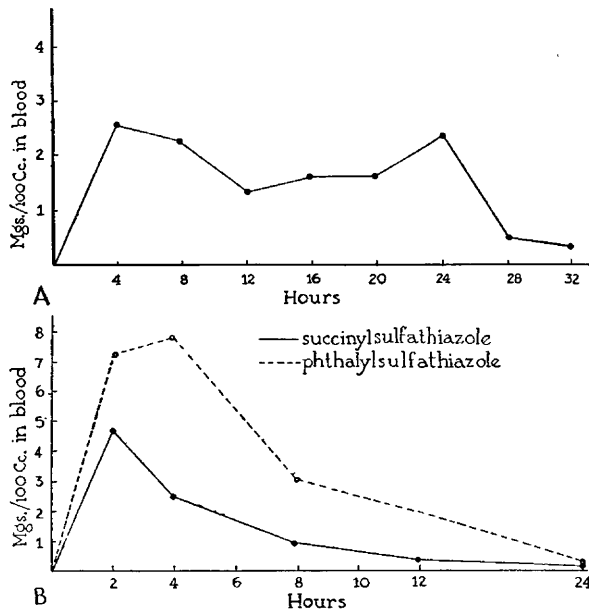 4
3
2
1
Mgs./100 Cc. in blood
4 8 12 16 20 24 28 32
A
Hours
8
7
6
5
4
3
2
1
Mgs./100 Cc. in blood
succinylsulfathiazole
phthalylsulfathiazole
2 4 6 8 10 12 24
B
Hours